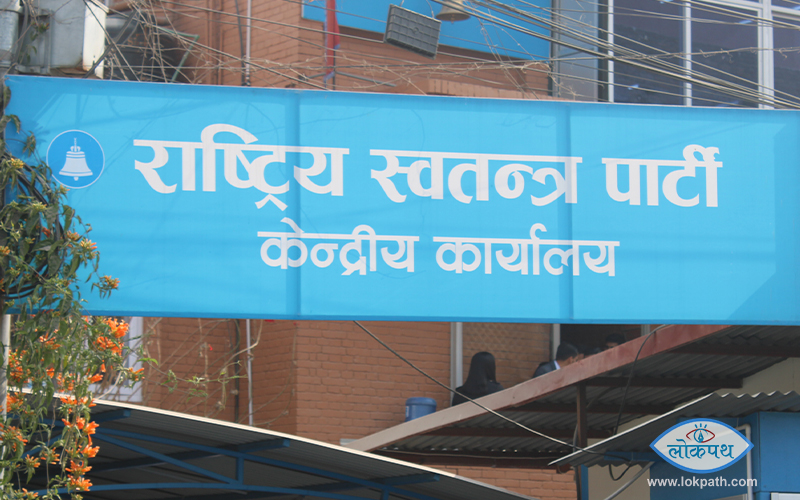 राष्ट्रिय स्वतन्त्र पार्टी
केन्द्रीय कार्यालय
लोकपथ
www.lokpath.com